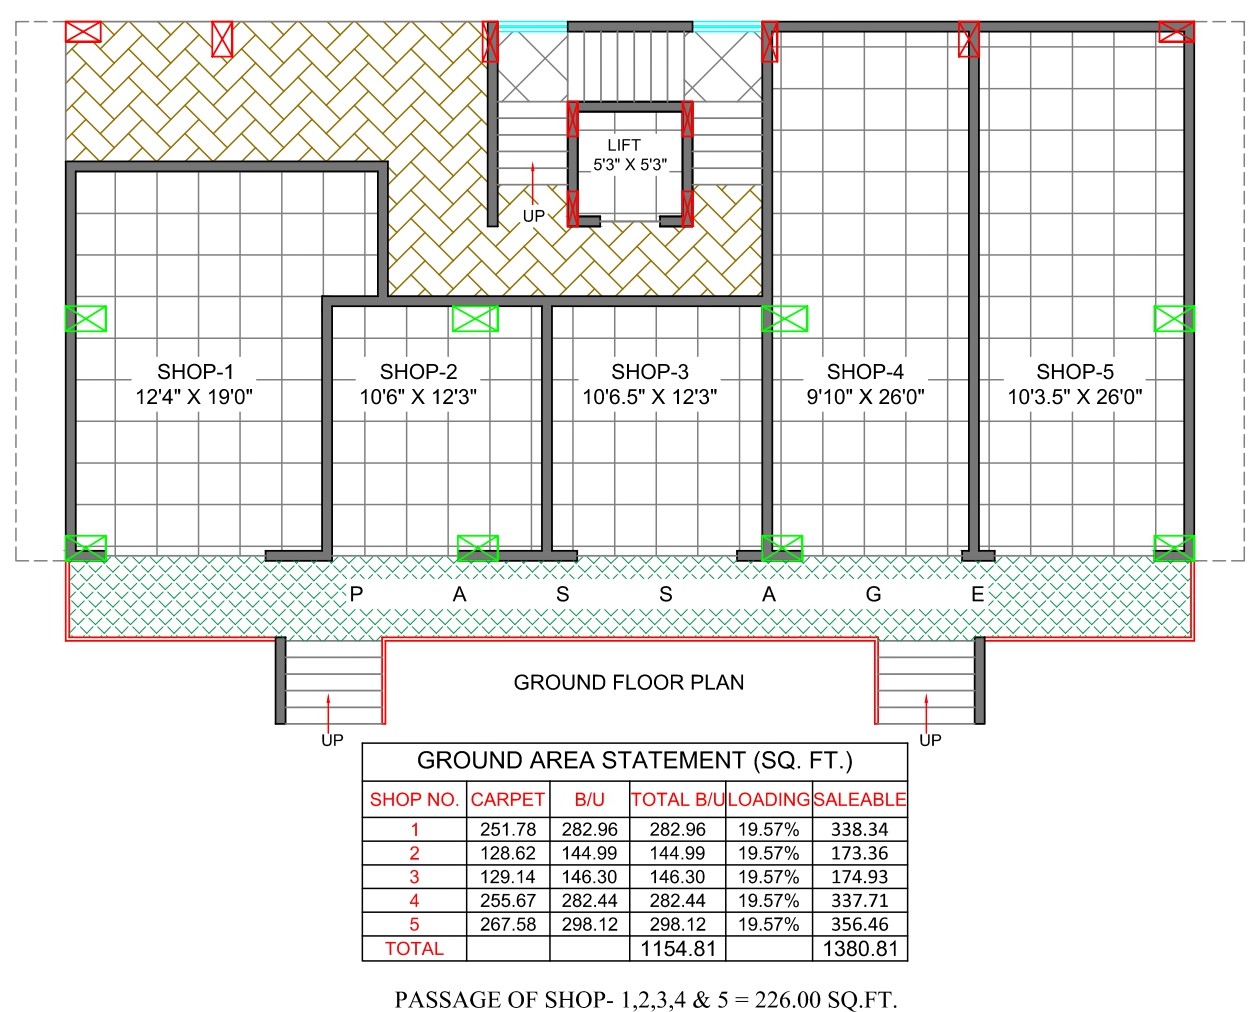 LIFT
5'3" X 5'3"
UP
SHOP-1
12'4" X 19'0"
SHOP-2
10'6" X 12'3"
SHOP-3
10'6.5" X 12'3"
SHOP-4
9'10" X 26'0"
SHOP-5
10'3.5" X 26'0"
P A S S A G E
GROUND FLOOR PLAN
UP
UP
GROUND AREA STATEMENT (SQ. FT.)
SHOP NO. CARPET B/U TOTAL B/U LOADING SALEABLE
1 251.78 282.96 282.96 19.57% 338.34
2 128.62 144.99 144.99 19.57% 173.36
3 129.14 146.30 146.30 19.57% 174.93
4 255.67 282.44 282.44 19.57% 337.71
5 267.58 298.12 298.12 19.57% 356.46
TOTAL 1154.81 1380.81
PASSAGE OF SHOP- 1,2,3,4 & 5 = 226.00 SQ.FT.